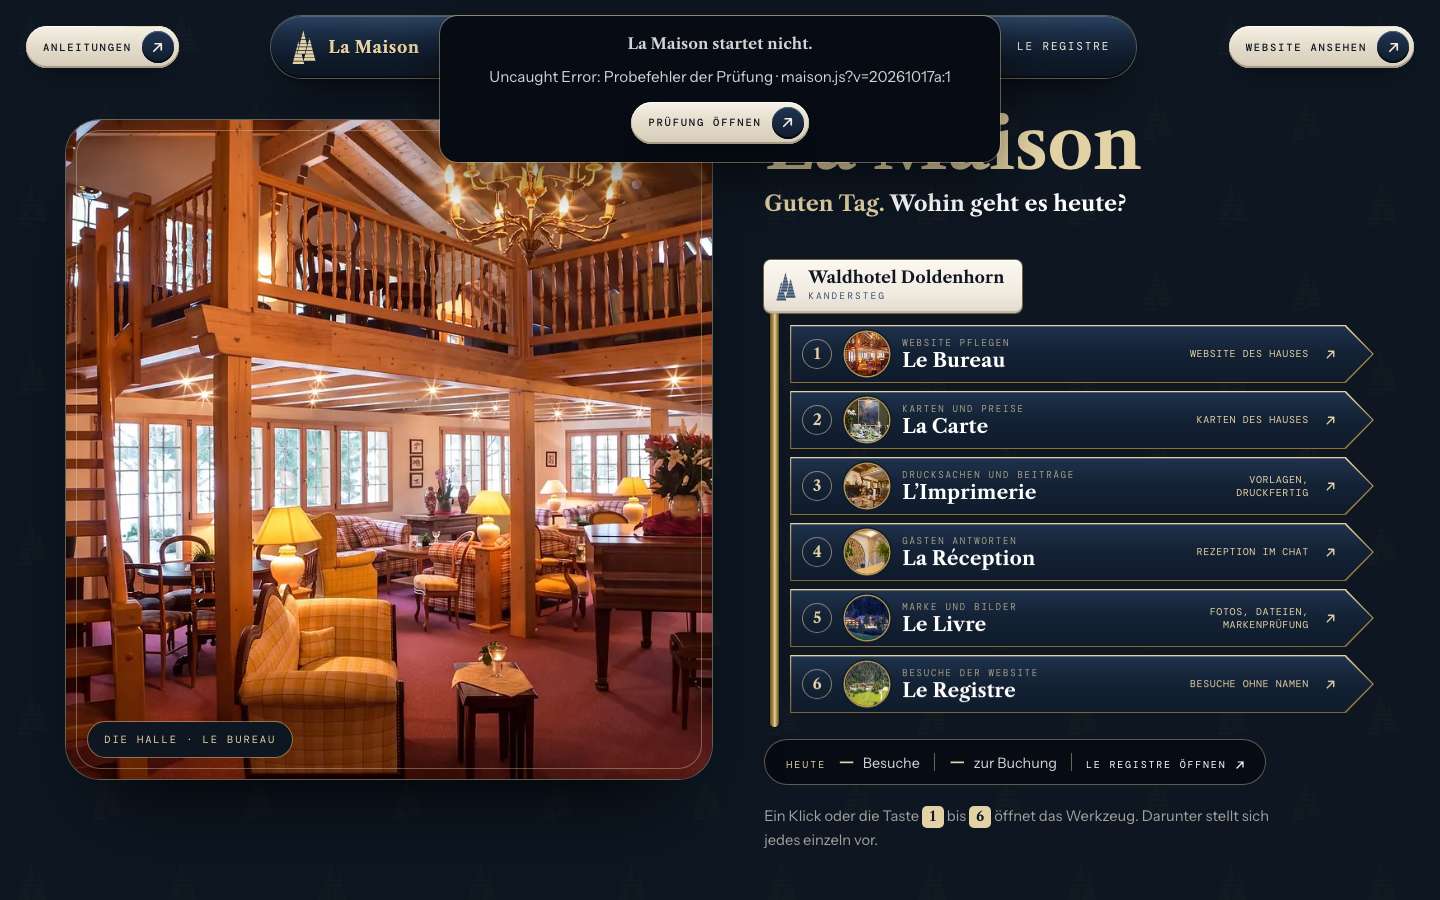 ANLEITUNGEN
La Maison
La Maison startet nicht.
Uncaught Error: Probefehler der Prüfung · maison.js?v=20261017a:1
PRÜFUNG ÖFFNEN
LE REGISTRE
WEBSITE ANSEHEN
La Maison
Guten Tag. Wohin geht es heute?
Waldhotel Doldenhorn
KANDERSTEG
1
WEBSITE PFLEGEN
Le Bureau
WEBSITE DES HAUSES
2
KARTEN UND PREISE
La Carte
KARTEN DES HAUSES
3
DRUCKSACHEN UND BEITRÄGE
L’Imprimerie
VORLAGEN,
DRUCKFERTIG
4
GÄSTEN ANTWORTEN
La Réception
REZEPTION IM CHAT
5
MARKE UND BILDER
Le Livre
FOTOS, DATEIEN,
MARKENPRÜFUNG
6
BESUCHE DER WEBSITE
Le Registre
BESUCHE OHNE NAMEN
DIE HALLE · LE BUREAU
HEUTE — Besuche — zur Buchung LE REGISTRE ÖFFNEN
Ein Klick oder die Taste 1 bis 6 öffnet das Werkzeug. Darunter stellt sich
jedes einzeln vor.